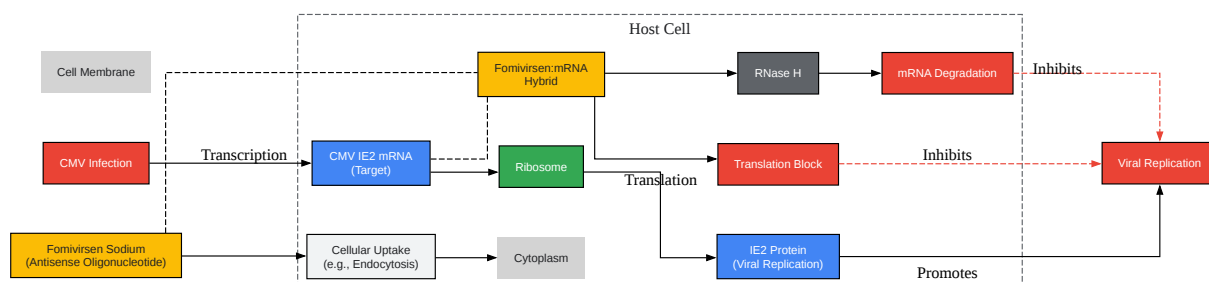 Host Cell
Cell Membrane
Fomivirsen:mRNA
Hybrid
RNase H
mRNA Degradation
Inhibits
CMV Infection
Transcription
CMV IE2 mRNA
(Target)
Ribosome
Translation
Translation Block
Inhibits
Viral Replication
Fomivirsen Sodium
(Antisense Oligonucleotide)
Cellular Uptake
(e.g., Endocytosis)
Cytoplasm
IE2 Protein
(Viral Replication)
Promotes